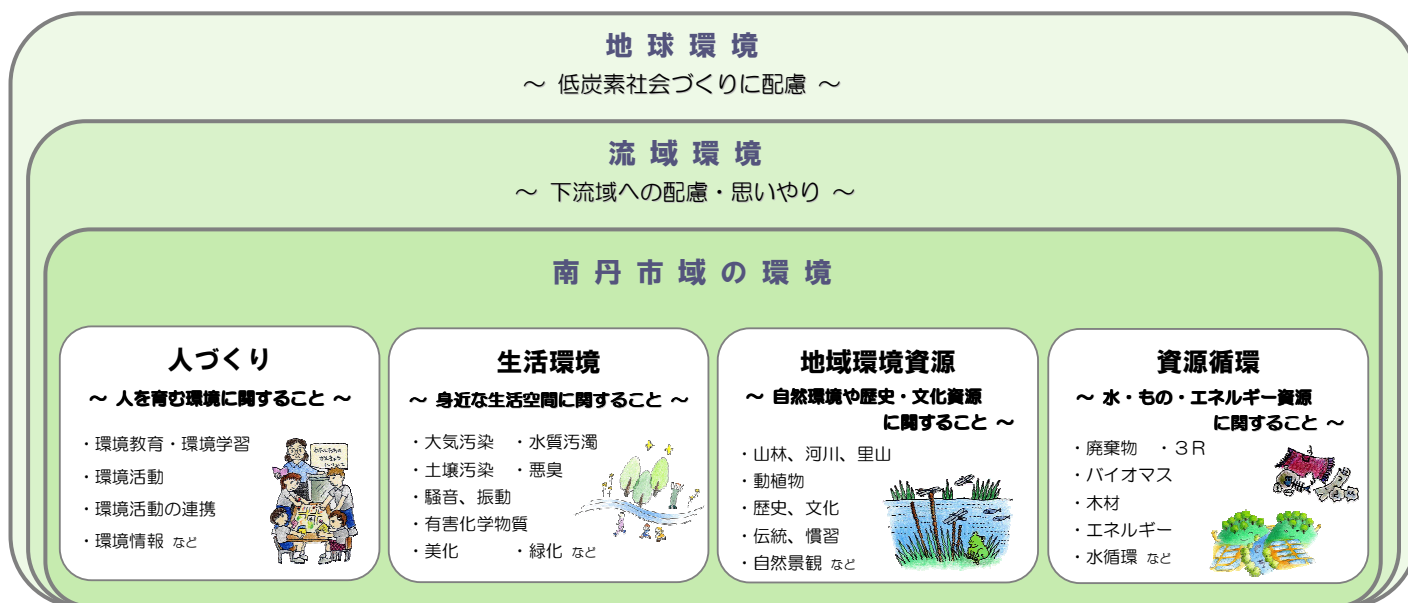 地球環境
～ 低炭素社会づくりに配慮 ～
流域環境
～ 下流域への配慮・思いやり ～
南丹市域の環境
人づくり
～ 人を育む環境に関すること ～
・環境教育・環境学習
・環境活動
・環境活動の連携
・環境情報 など
生活環境
～ 身近な生活空間に関すること ～
・大気汚染 ・水質汚濁
・土壌汚染 ・悪臭
・騒音、振動
・有害化学物質
・美化 ・緑化 など
地域環境資源
～ 自然環境や歴史・文化資源
に関すること ～
・山林、河川、里山
・動植物
・歴史、文化
・伝統、慣習
・自然景観 など
資源循環
～ 水・もの・エネルギー資源
に関すること ～
・廃棄物 ・３Ｒ
・バイオマス
・木材
・エネルギー
・水循環 など